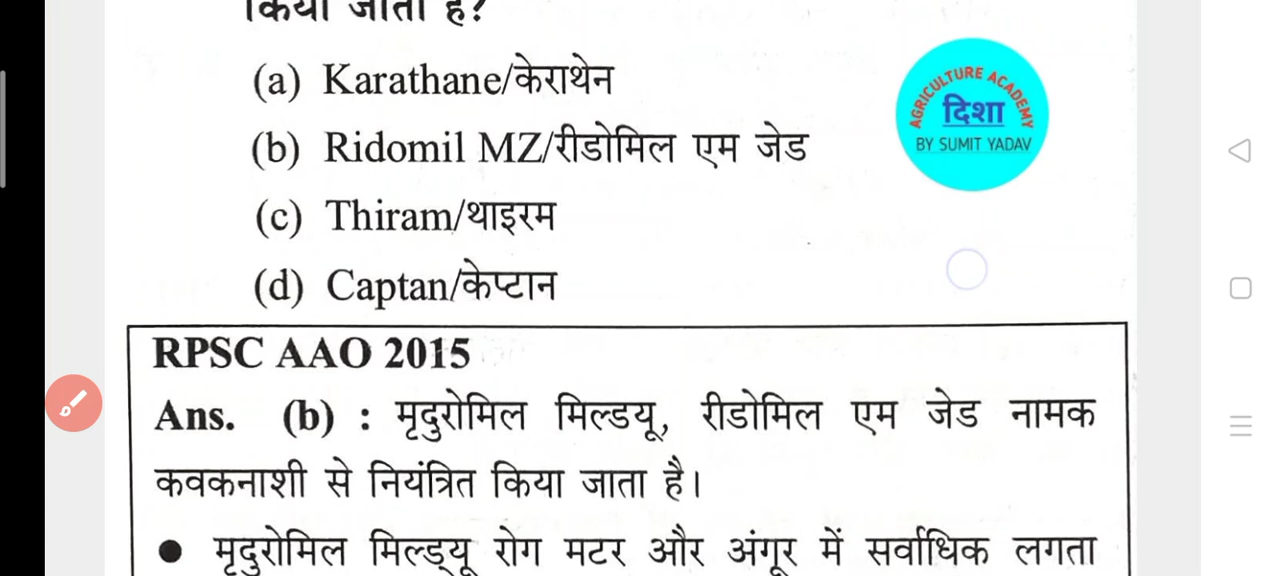 किया जाता है?
(a) Karathane/केराथेन
(b) Ridomil MZ/रीडोमिल एम जेड
(c) Thiram/थाइरम
(d) Captan/केप्टान
AGRICULTURE ACADEMY
दिशा
BY SUMIT YADAV
RPSC AAO 2015
Ans. (b) : मृदुरोमिल मिल्डयू, रीडोमिल एम जेड नामक
कवकनाशी से नियंत्रित किया जाता है।
● मृदुरोमिल मिल्ड्यू रोग मटर और अंगूर में सर्वाधिक लगता